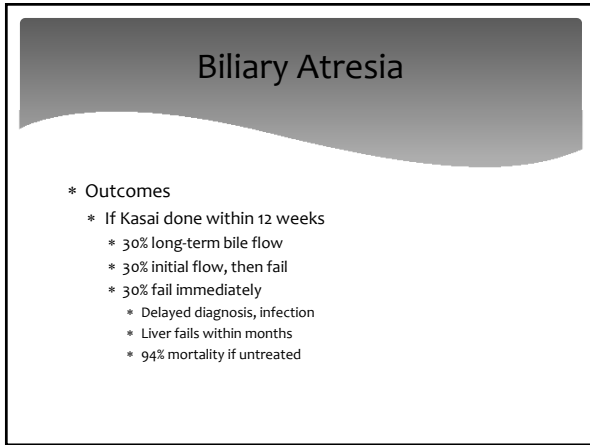 Biliary Atresia
* Outcomes
* If Kasai done within 12 weeks
* 30% long-term bile flow
* 30% initial flow, then fail
* 30% fail immediately
* Delayed diagnosis, infection
* Liver fails within months
* 94% mortality if untreated